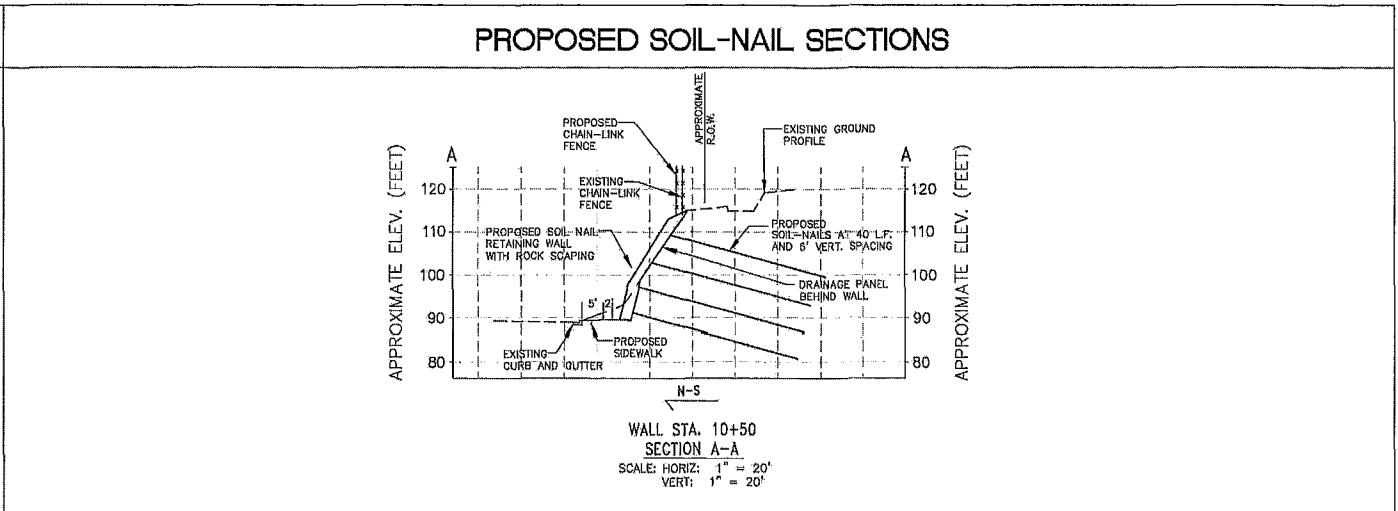 PROPOSED SOIL-NAIL SECTIONS
APPROXIMATE
R.O.W.
PROPOSED
CHAIN-LINK
FENCE
EXISTING GROUND
PROFILE
A
A
APPROXIMATE ELEV. (FEET)
APPROXIMATE ELEV. (FEET)
EXISTING
CHAIN-LINK
FENCE
120
120
110
110
100
100
90
90
80
80
PROPOSED SOIL NAIL
RETAINING WALL
WITH ROCK SCAPING
PROPOSED
SOIL-NAILS AT 40 L.F.
AND 6' VERT. SPACING
DRAINAGE PANEL
BEHIND WALL
5'
2'
PROPOSED
SIDEWALK
EXISTING
CURB AND GUTTER
N-S
WALL STA. 10+50
SECTION A-A
SCALE: HORIZ: 1" = 20'
VERT: 1" = 20'